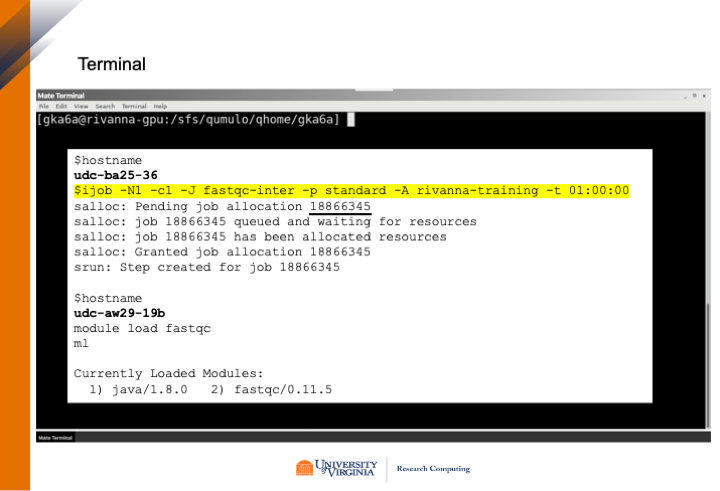 Terminal
Mate Terminal
File Edit View Search Terminal Help
[gka6a@rivanna-gpu:/sfs/qumulo/qhome/gka6a]
$hostname
udc-ba25-36
$ijob -N1 -c1 -J fastqc-inter -p standard -A rivanna-training -t 01:00:00
salloc: Pending job allocation 18866345
salloc: job 18866345 queued and waiting for resources
salloc: job 18866345 has been allocated resources
salloc: Granted job allocation 18866345
srun: Step created for job 18866345
$hostname
udc-aw29-19b
module load fastqc
ml
Currently Loaded Modules:
1) java/1.8.0 2) fastqc/0.11.5
Mate Terminal
UNIVERSITY
of VIRGINIA
Research Computing